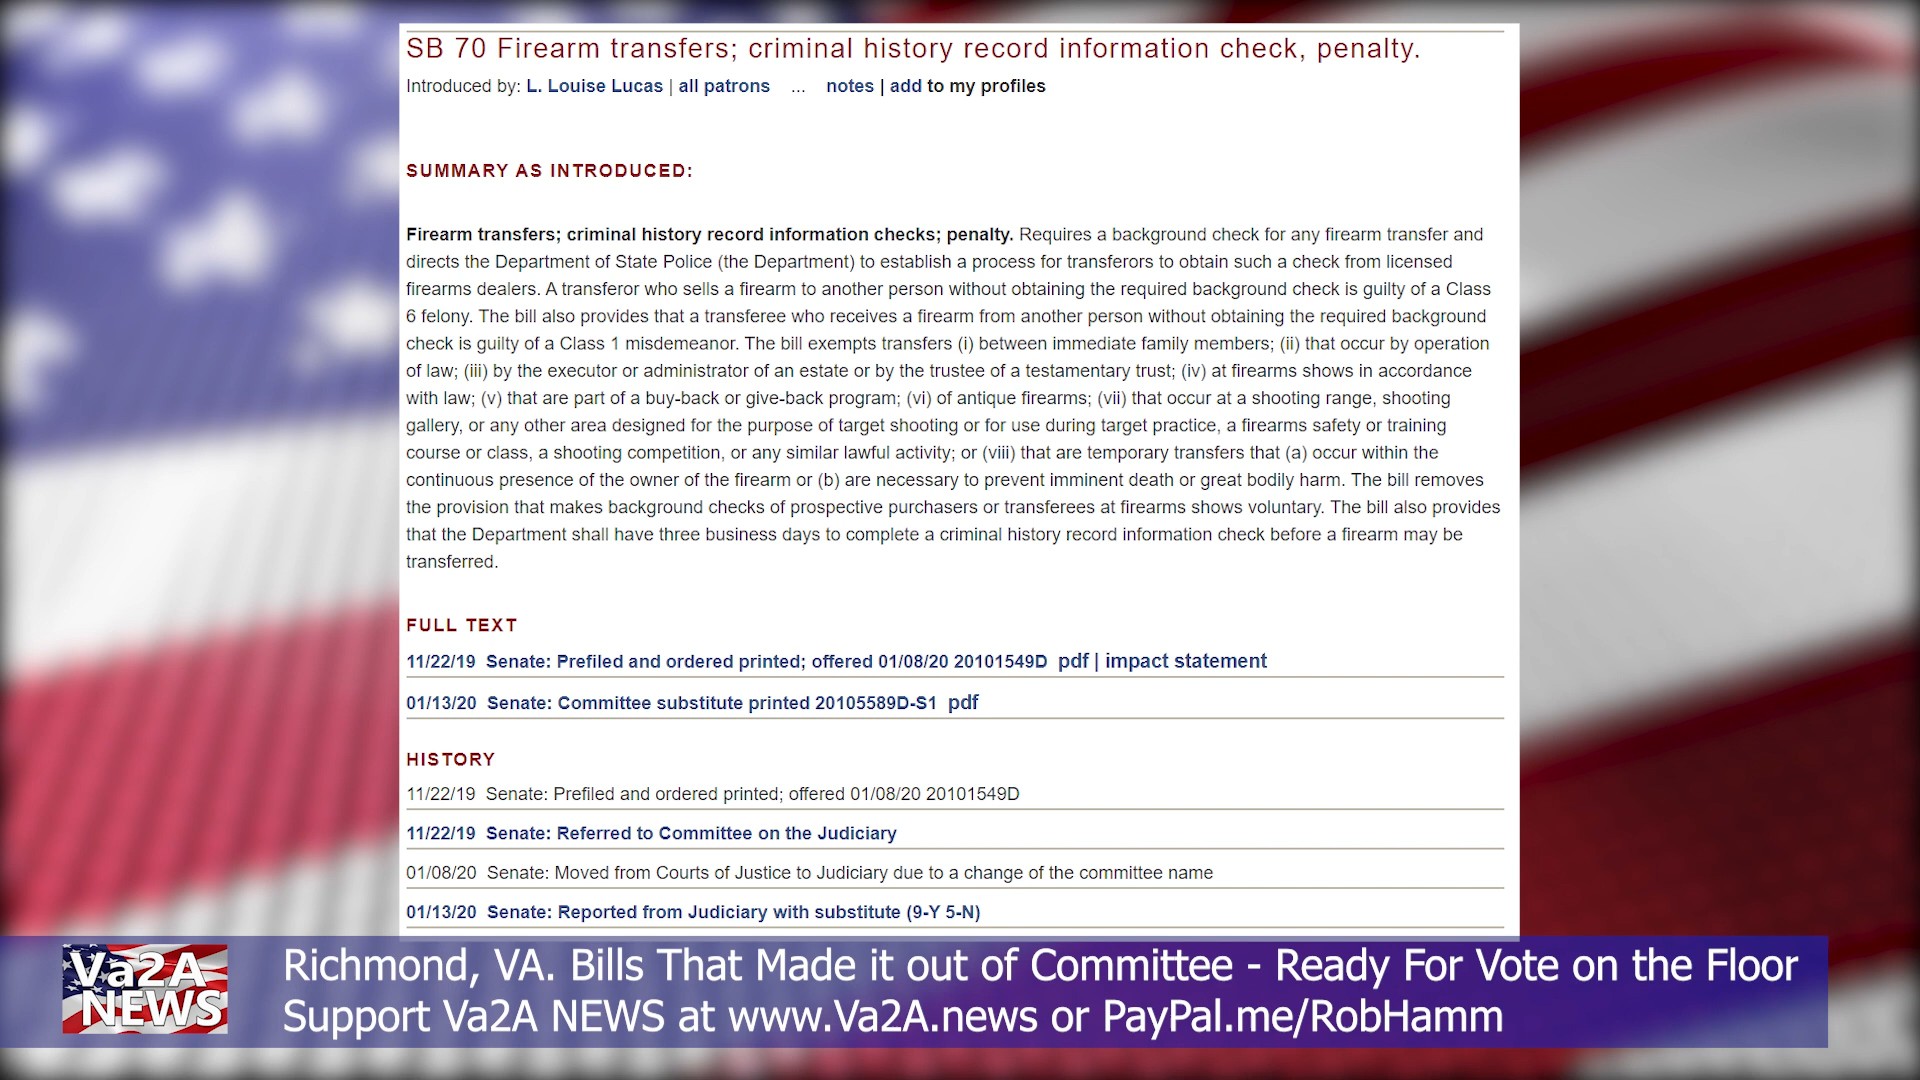 SB 70 Firearm transfers; criminal history record information check, penalty.
Introduced by: L. Louise Lucas | all patrons ... notes | add to my profiles
SUMMARY AS INTRODUCED:
Firearm transfers; criminal history record information checks; penalty. Requires a background check for any firearm transfer and
directs the Department of State Police (the Department) to establish a process for transferors to obtain such a check from licensed
firearms dealers. A transferor who sells a firearm to another person without obtaining the required background check is guilty of a Class
6 felony. The bill also provides that a transferee who receives a firearm from another person without obtaining the required background
check is guilty of a Class 1 misdemeanor. The bill exempts transfers (i) between immediate family members; (ii) that occur by operation
of law; (iii) by the executor or administrator of an estate or by the trustee of a testamentary trust; (iv) at firearms shows in accordance
with law; (v) that are part of a buy-back or give-back program; (vi) of antique firearms; (vii) that occur at a shooting range, shooting
gallery, or any other area designed for the purpose of target shooting or for use during target practice, a firearms safety or training
course or class, a shooting competition, or any similar lawful activity; or (viii) that are temporary transfers that (a) occur within the
continuous presence of the owner of the firearm or (b) are necessary to prevent imminent death or great bodily harm. The bill removes
the provision that makes background checks of prospective purchasers or transferees at firearms shows voluntary. The bill also provides
that the Department shall have three business days to complete a criminal history record information check before a firearm may be
transferred.
FULL TEXT
11/22/19 Senate: Prefiled and ordered printed; offered 01/08/20 20101549D pdf | impact statement
01/13/20 Senate: Committee substitute printed 20105589D-S1 pdf
HISTORY
11/22/19 Senate: Prefiled and ordered printed; offered 01/08/20 20101549D
11/22/19 Senate: Referred to Committee on the Judiciary
01/08/20 Senate: Moved from Courts of Justice to Judiciary due to a change of the committee name
01/13/20 Senate: Reported from Judiciary with substitute (9-Y 5-N)
Va2A
NEWS
Richmond, VA. Bills That Made it out of Committee - Ready For Vote on the Floor
Support Va2A NEWS at www.Va2A.news or PayPal.me/RobHamm